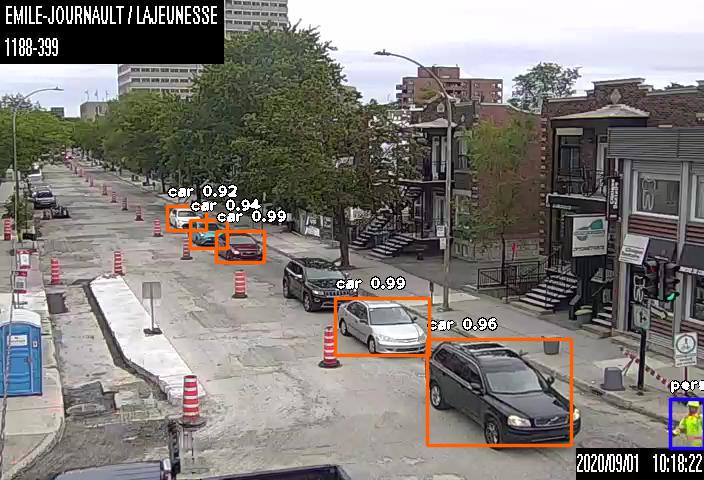 EMILE-JOURNAULT / LAJEUNESSE
1188-399
car 0.92
car 0.94
car 0.99
car 0.99
car 0.96
pers
2020/09/01 10:18:22